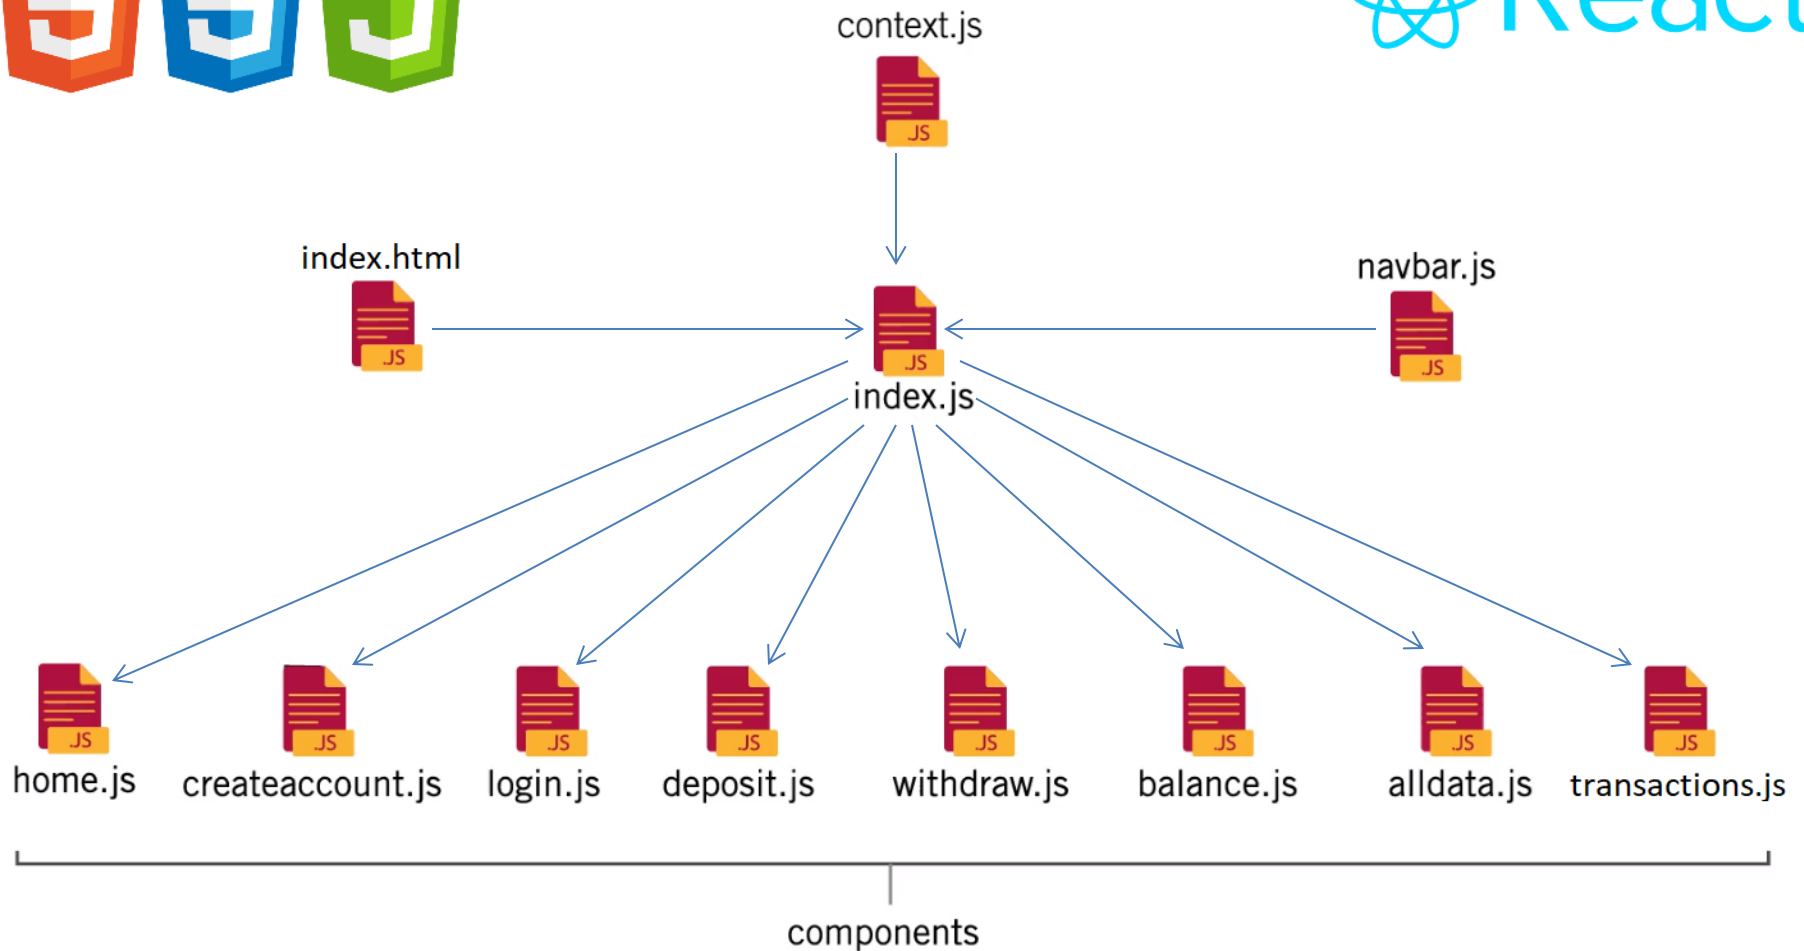 React
context.js
.JS
index.html
navbar.js
.JS
.JS
.JS
index.js
.JS
.JS
.JS
.JS
.JS
.JS
.JS
.JS
home.js
createaccount.js
login.js
deposit.js
withdraw.js
balance.js
alldata.js
transactions.js
components